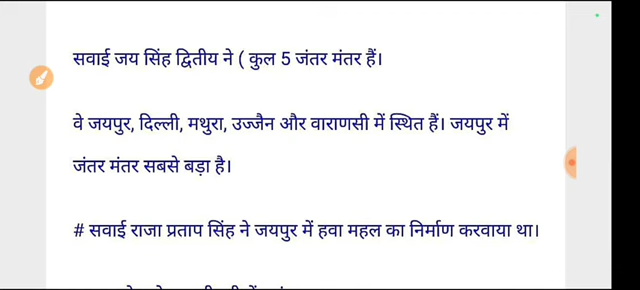 सवाई जय सिंह द्वितीय ने ( कुल 5 जंतर मंतर हैं।
वे जयपुर, दिल्ली, मथुरा, उज्जैन और वाराणसी में स्थित हैं। जयपुर में
जंतर मंतर सबसे बड़ा है।
# सवाई राजा प्रताप सिंह ने जयपुर में हवा महल का निर्माण करवाया था।